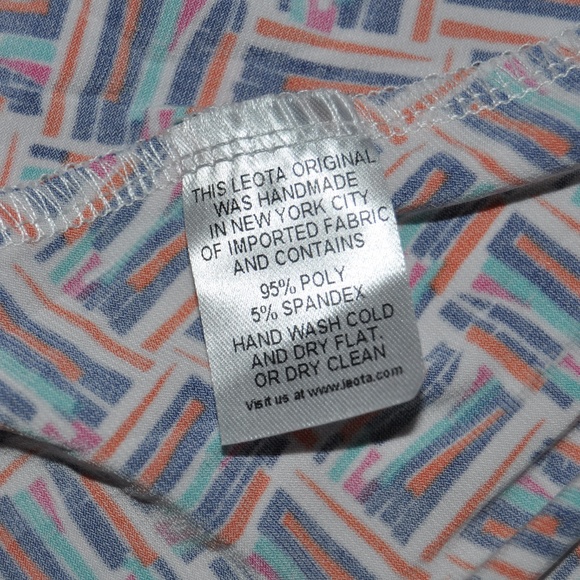 THIS LEOTA ORIGINAL
WAS HANDMADE
IN NEW YORK CITY
OF IMPORTED FABRIC
AND CONTAINS
95% POLY
5% SPANDEX
HAND WASH COLD
AND DRY FLAT.
OR DRY CLEAN
Visit us at www.leota.com